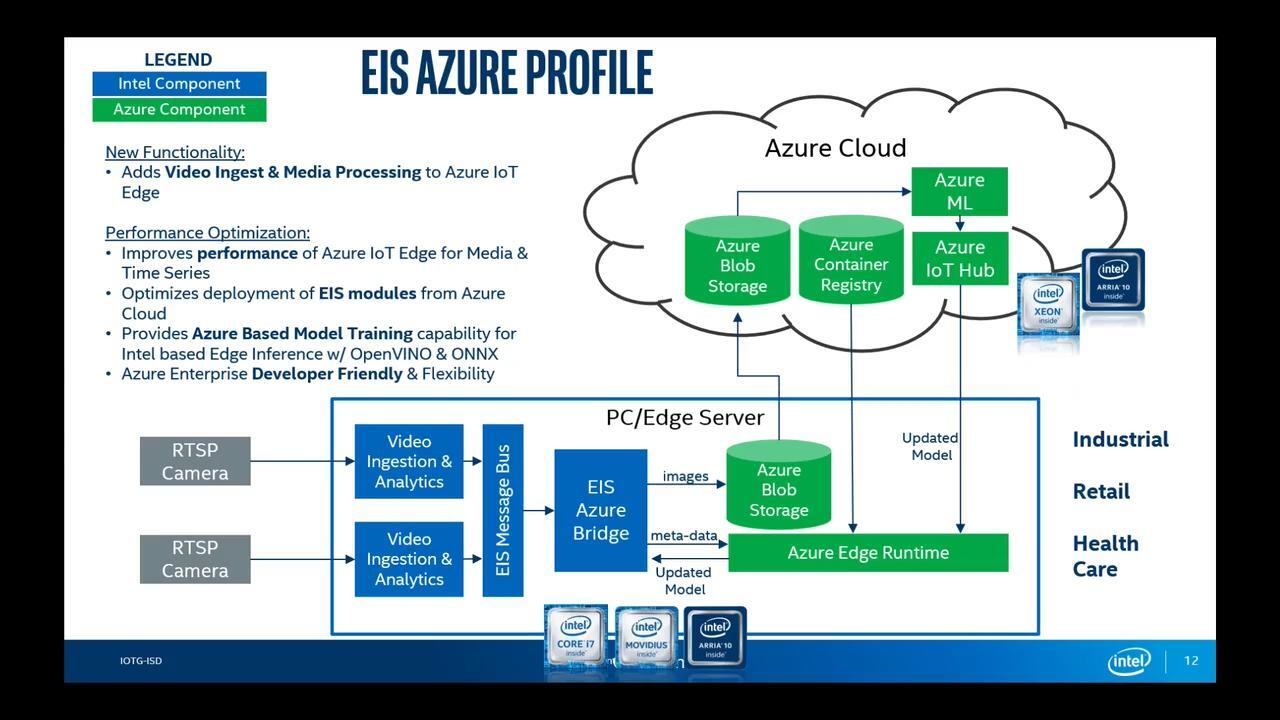 LEGEND
Intel Component
Azure Component
EIS AZURE PROFILE
New Functionality:
• Adds Video Ingest & Media Processing to Azure IoT
Edge
Performance Optimization:
• Improves performance of Azure IoT Edge for Media &
Time Series
• Optimizes deployment of EIS modules from Azure
Cloud
• Provides Azure Based Model Training capability for
Intel based Edge Inference w/ OpenVINO & ONNX
• Azure Enterprise Developer Friendly & Flexibility
Azure Cloud
Azure
ML
Azure
Blob
Storage
Azure
Container
Registry
Azure
IoT Hub
intel
XEON
inside
intel
ARRIA 10
inside
PC/Edge Server
RTSP
Camera
RTSP
Camera
Video
Ingestion &
Analytics
Video
Ingestion &
Analytics
EIS Message Bus
EIS
Azure
Bridge
images
meta-data
Updated
Model
Azure
Blob
Storage
Updated
Model
Azure Edge Runtime
Industrial
Retail
Health
Care
intel
CORE i7
inside
intel
MOVIDIUS
inside
intel
ARRIA 10
inside
IOTG-ISD
intel
12